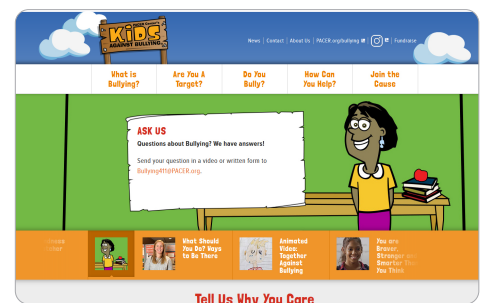 PACER Center's
KiDS
AGAINST BULLYING
News | Contact | About Us | PACER.org/bullying | Fundraise
What is
Bullying?
Are You A
Target?
Do You
Bully?
How Can
You Help?
Join the
Cause
ASK US
Questions about Bullying? We have answers!
Send your question in a video or written form to
Bullying411@PACER.org.
What Should
You Do? Ways
to Be There
Animated
Video:
Together
Against
Bullying
You are
Braver,
Stronger and
Smarter Than
You Think
Tell Us Why You Care